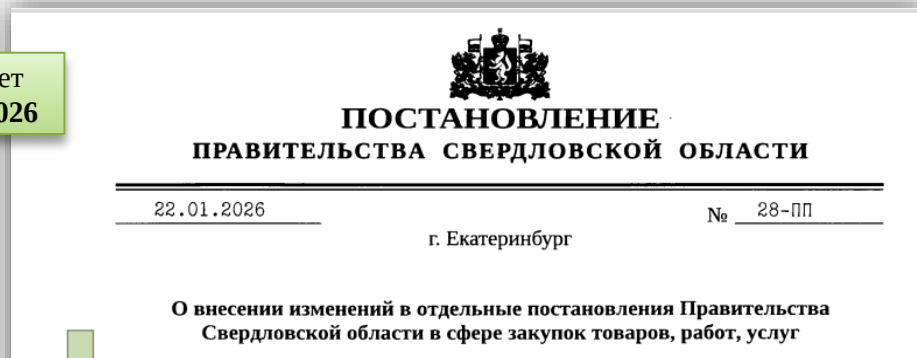 026
ПОСТАНОВЛЕНИЕ
ПРАВИТЕЛЬСТВА СВЕРДЛОВСКОЙ ОБЛАСТИ
22.01.2026
№ 28-ПП
г. Екатеринбург
О внесении изменений в отдельные постановления Правительства
Свердловской области в сфере закупок товаров, работ, услуг